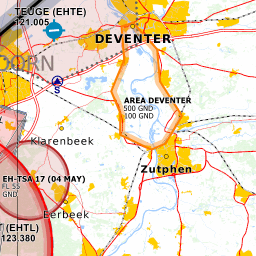 TEUGE (EHTE)
121.005
DEVENTER
DOORN
S
AREA DEVENTER
500 GND
100 GND
Klarenbeek
Zutphen
EH-TSA 17 (04 MAY)
FL 55
GND
Eerbeek
T (EHTL)
123.380